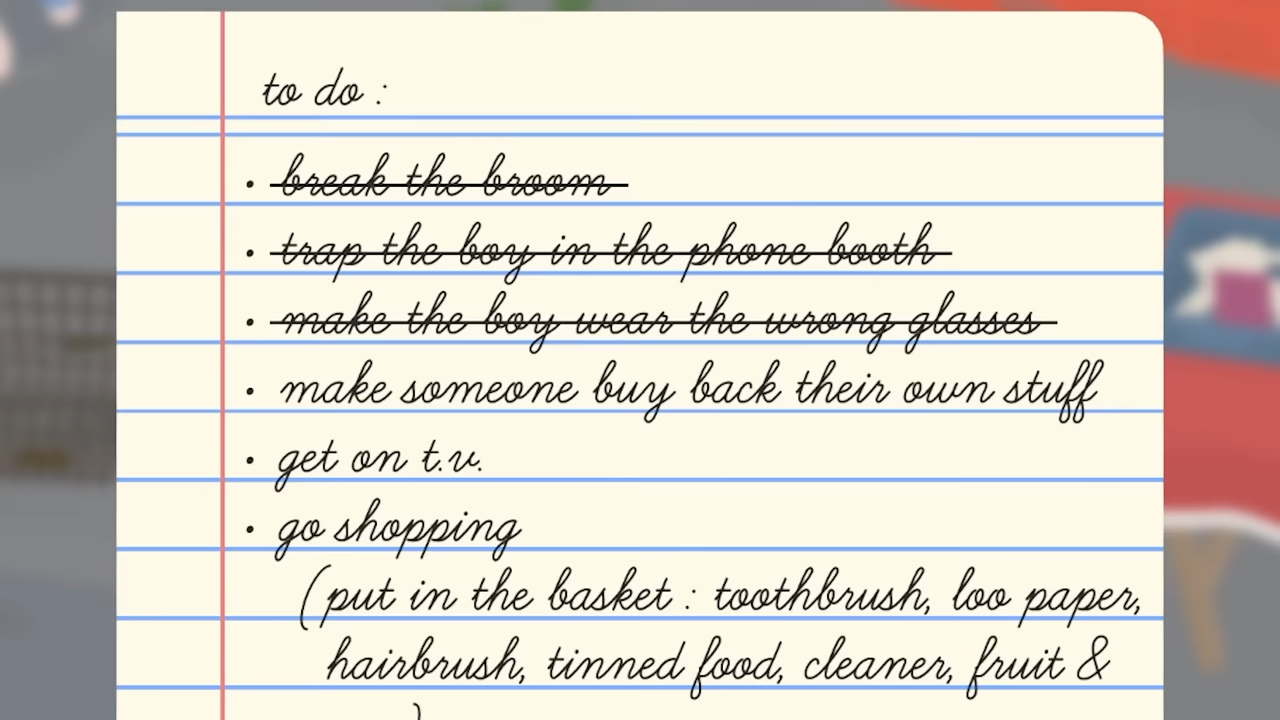 to do :
• break the broom
• trap the boy in the phone booth
• make the boy wear the wrong glasses
• make someone buy back their own stuff
• get on t.v.
• go shopping
(put in the basket : toothbrush, loo paper,
hairbrush, tinned food, cleaner, fruit &
)